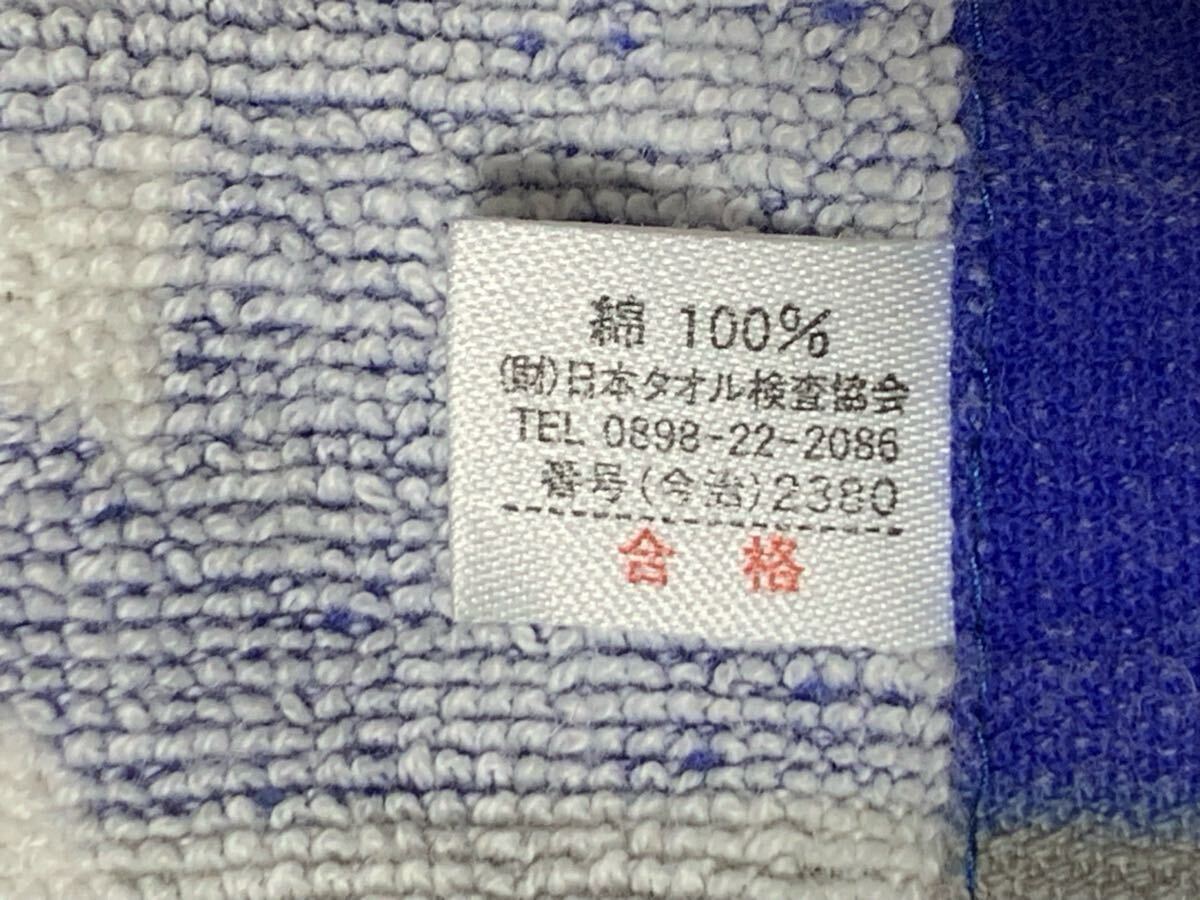 綿 100%
(財)日本タオル検査協会
TEL 0898-22-2086
番号(今治)2380
合 格